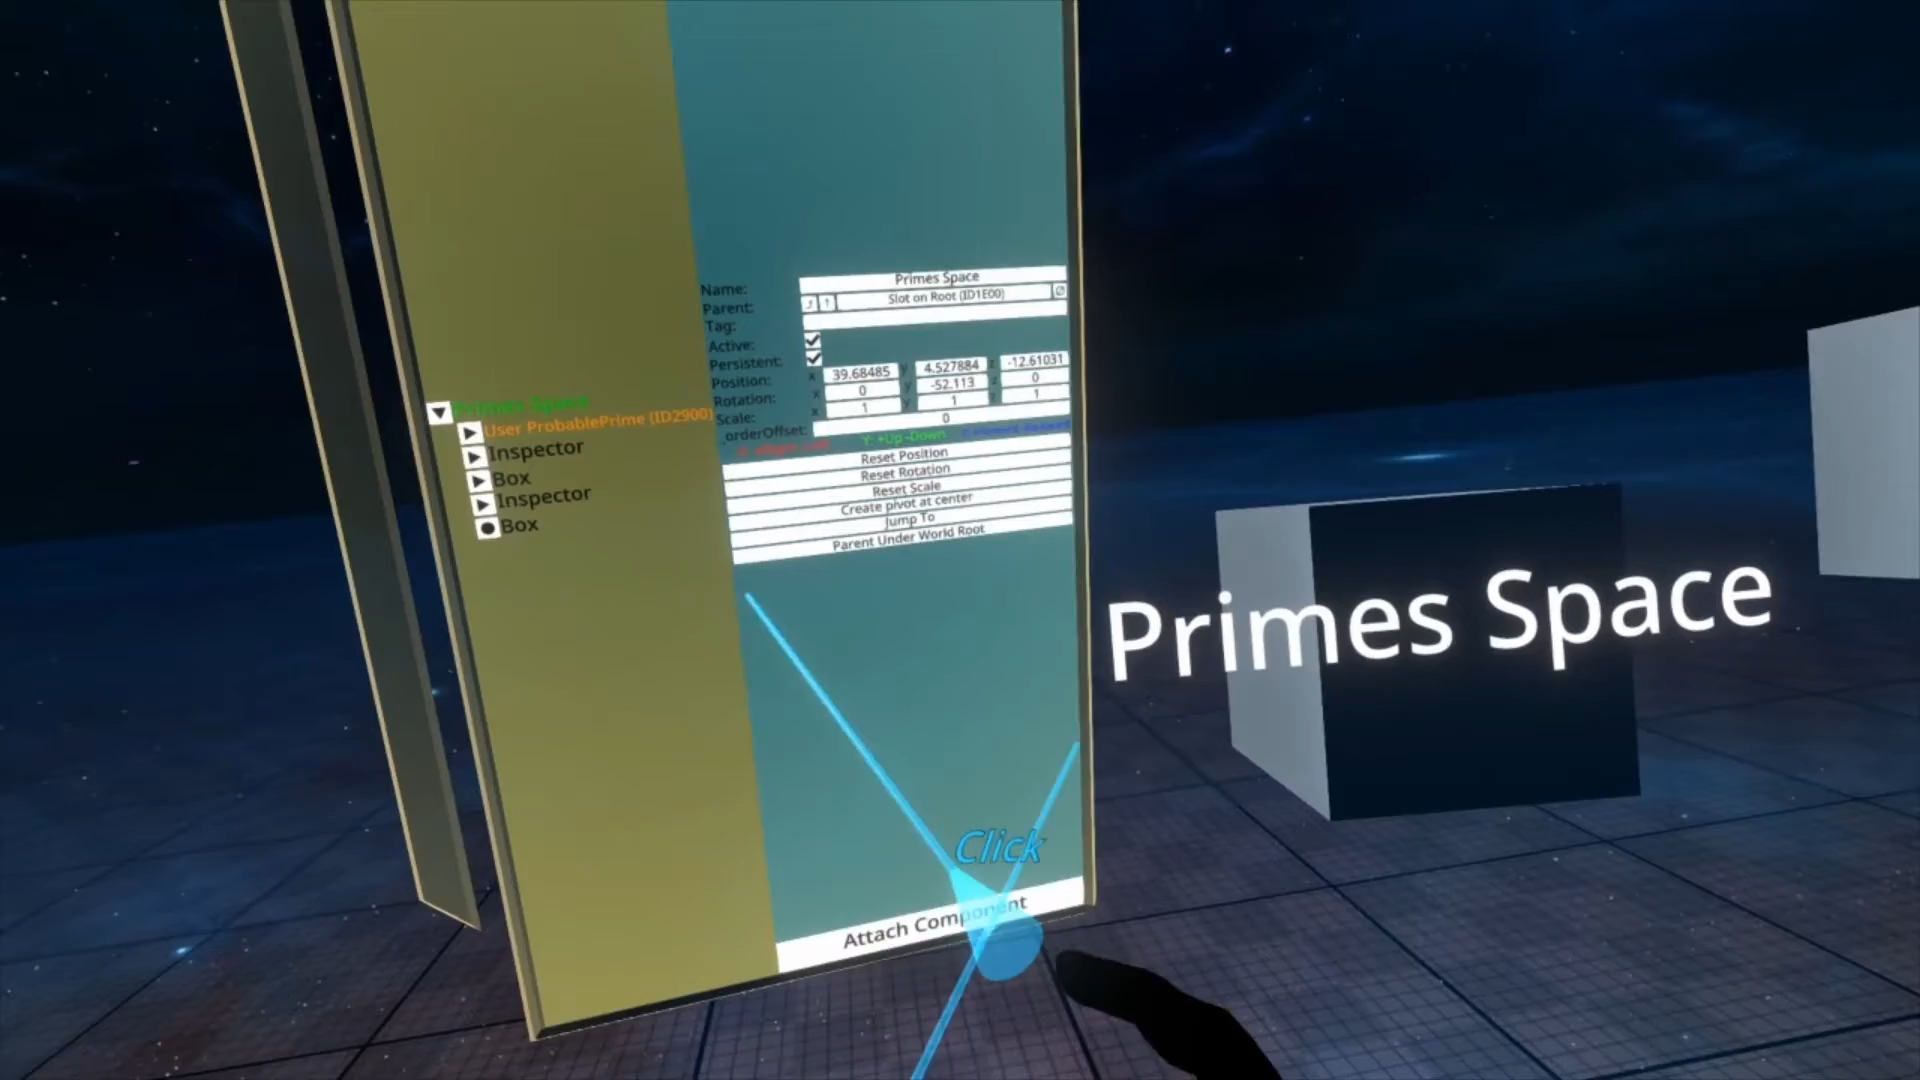 Primes Space
User ProbablePrime (ID2900)
Inspector
Box
Inspector
Box
Name: Primes Space
Parent: Slot on Root (ID1E00)
Tag:
Active:
Persistent:
Position: x 39.68485 y 4.527884 z -12.61031
Rotation: x 0 y -52.113 z 0
Scale: x 1 y 1 z 1
_orderOffset: 0
Y: +Up -Down
Reset Position
Reset Rotation
Reset Scale
Create pivot at center
Jump To
Parent Under World Root
Primes Space
Click
Attach Component